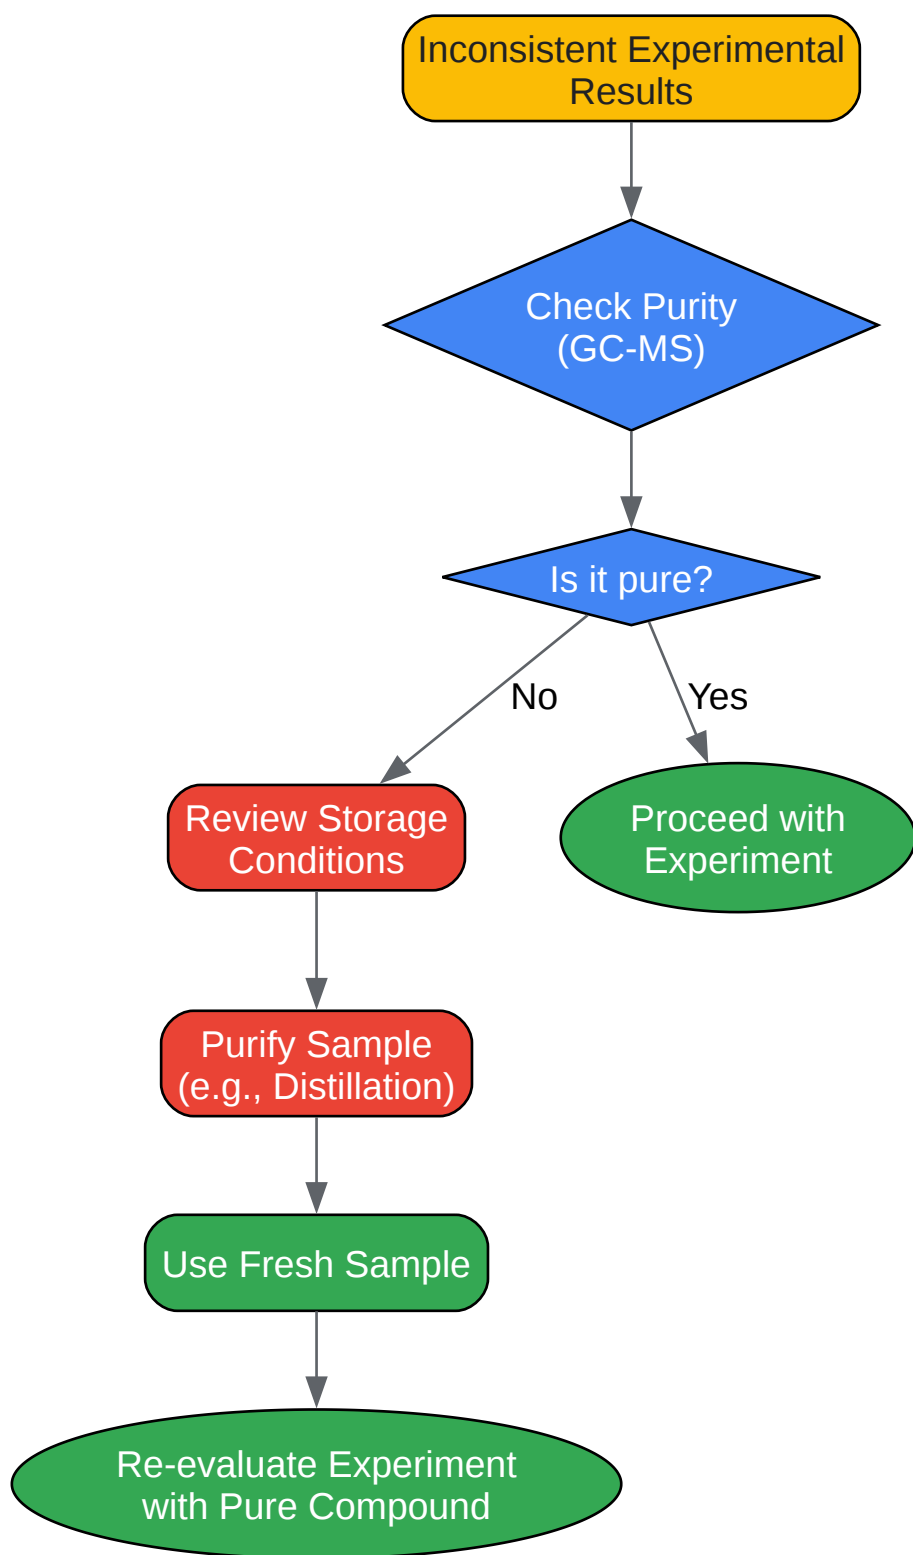 Inconsistent Experimental
Results
Check Purity
(GC-MS)
Is it pure?
No
Yes
Review Storage
Conditions
Proceed with
Experiment
Purify Sample
(e.g., Distillation)
Use Fresh Sample
Re-evaluate Experiment
with Pure Compound